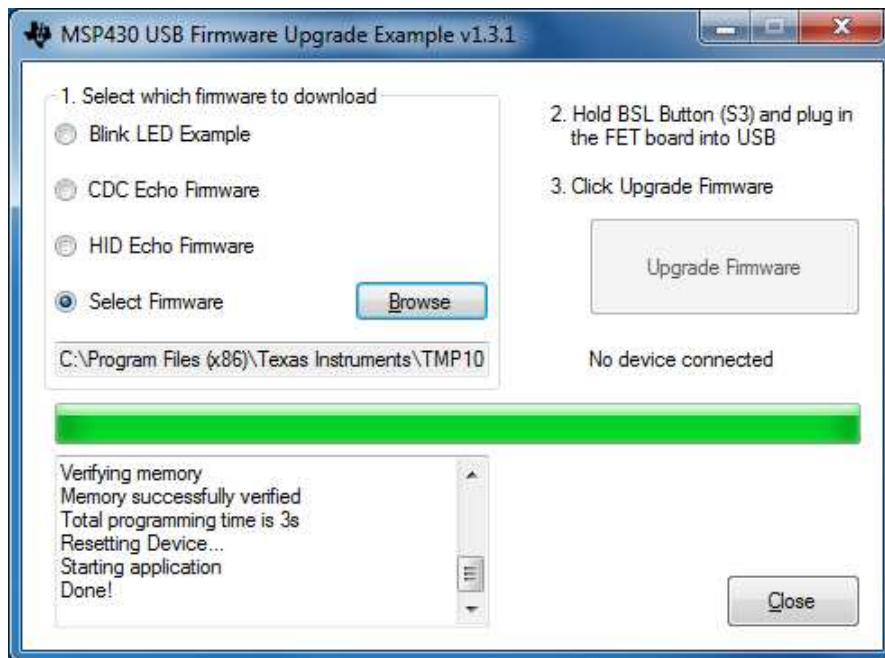 MSP430 USB Firmware Upgrade Example v1.3.1
1. Select which firmware to download
Blink LED Example
CDC Echo Firmware
HID Echo Firmware
Select Firmware
Browse
C:\Program Files (x86)\Texas Instruments\TMP10
2. Hold BSL Button (S3) and plug in
the FET board into USB
3. Click Upgrade Firmware
Upgrade Firmware
No device connected
Verifying memory
Memory successfully verified
Total programming time is 3s
Resetting Device...
Starting application
Done!
Close